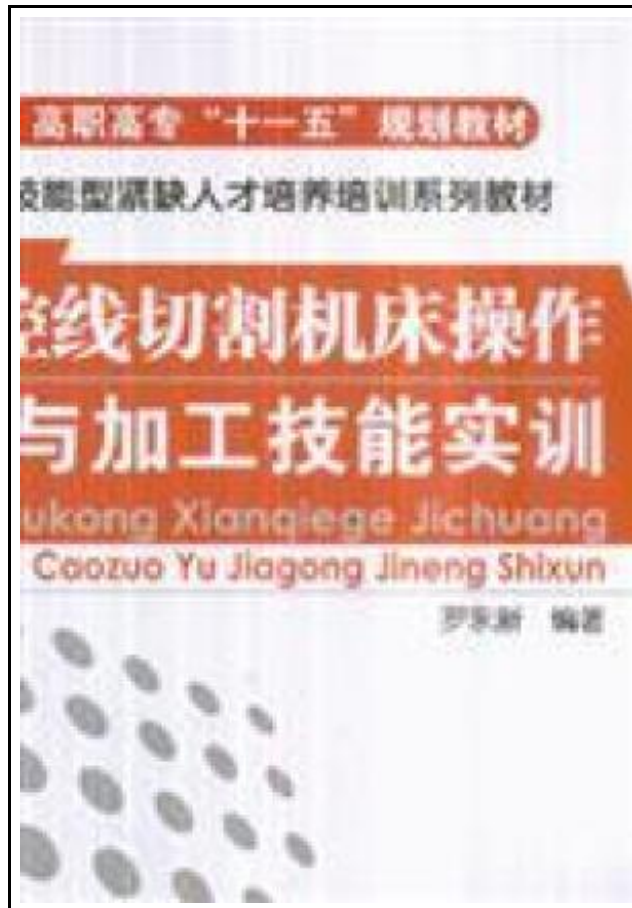 高职高专“十一五”规划教材
技能型紧缺人才培养培训系列教材
控线切割机床操作
与加工技能实训
ukong Xianqiege Jichuang
Caozuo Yu Jiagong Jineng Shixun
编著